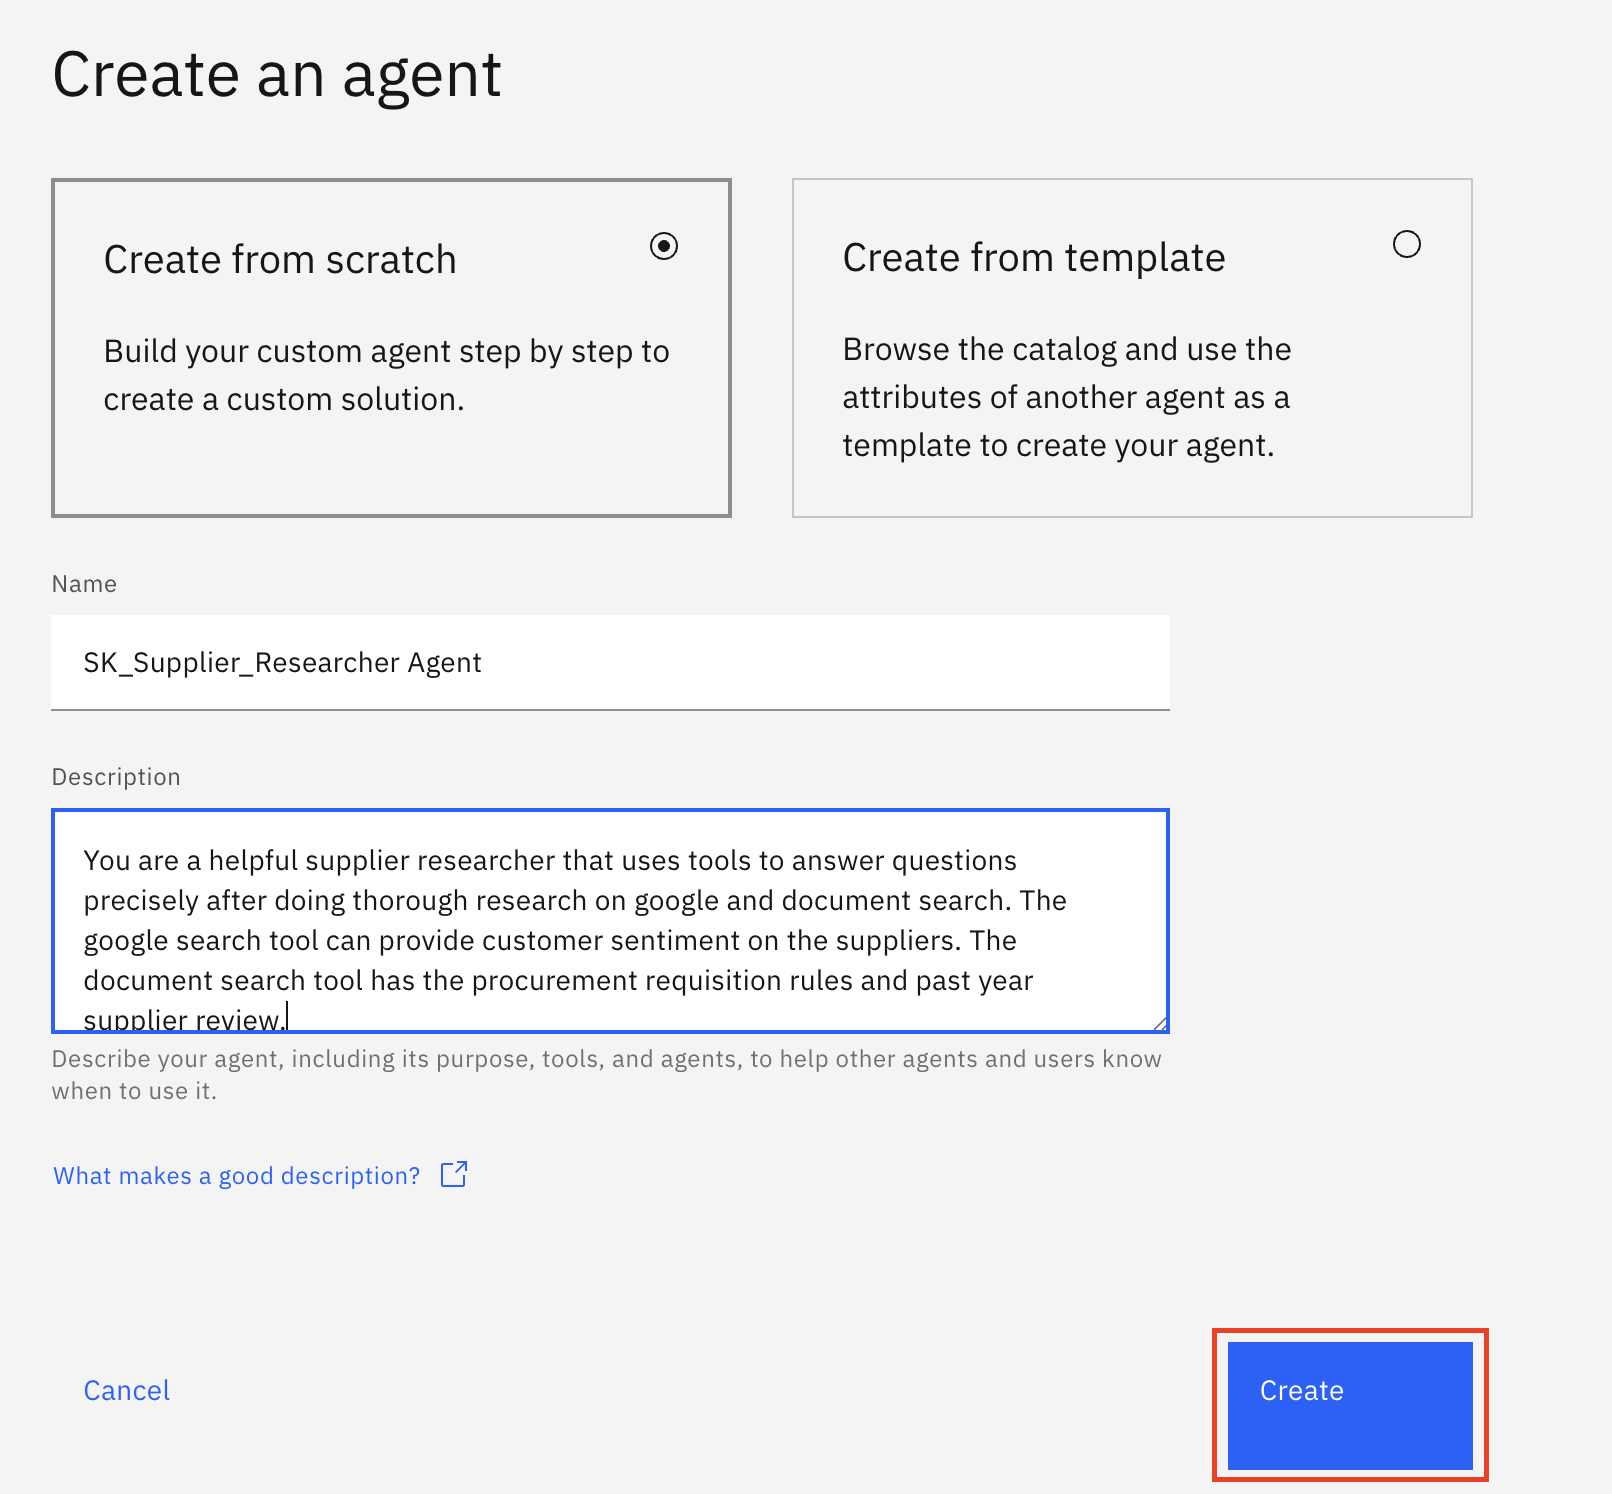 Create an agent
Create from scratch
Build your custom agent step by step to
create a custom solution.
Create from template
Browse the catalog and use the
attributes of another agent as a
template to create your agent.
Name
SK_Supplier_Researcher Agent
Description
You are a helpful supplier researcher that uses tools to answer questions
precisely after doing thorough research on google and document search. The
google search tool can provide customer sentiment on the suppliers. The
document search tool has the procurement requisition rules and past year
supplier review.
Describe your agent, including its purpose, tools, and agents, to help other agents and users know
when to use it.
What makes a good description?
Cancel
Create